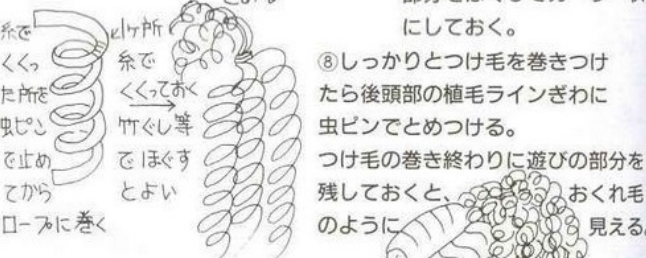 糸で
くくっ
た所を
虫ピン
で止め
てから
ロープに巻く
1ヶ所
糸で
くくっておく
竹ぐし等
でほぐす
とよい
にしておく。
⑧しっかりとつけ毛を巻きつけ
たら後頭部の植毛ラインぎわに
虫ピンでとめつける。
つけ毛の巻き終わりに遊びの部分を
残しておくと、おくれ毛
のように見える。